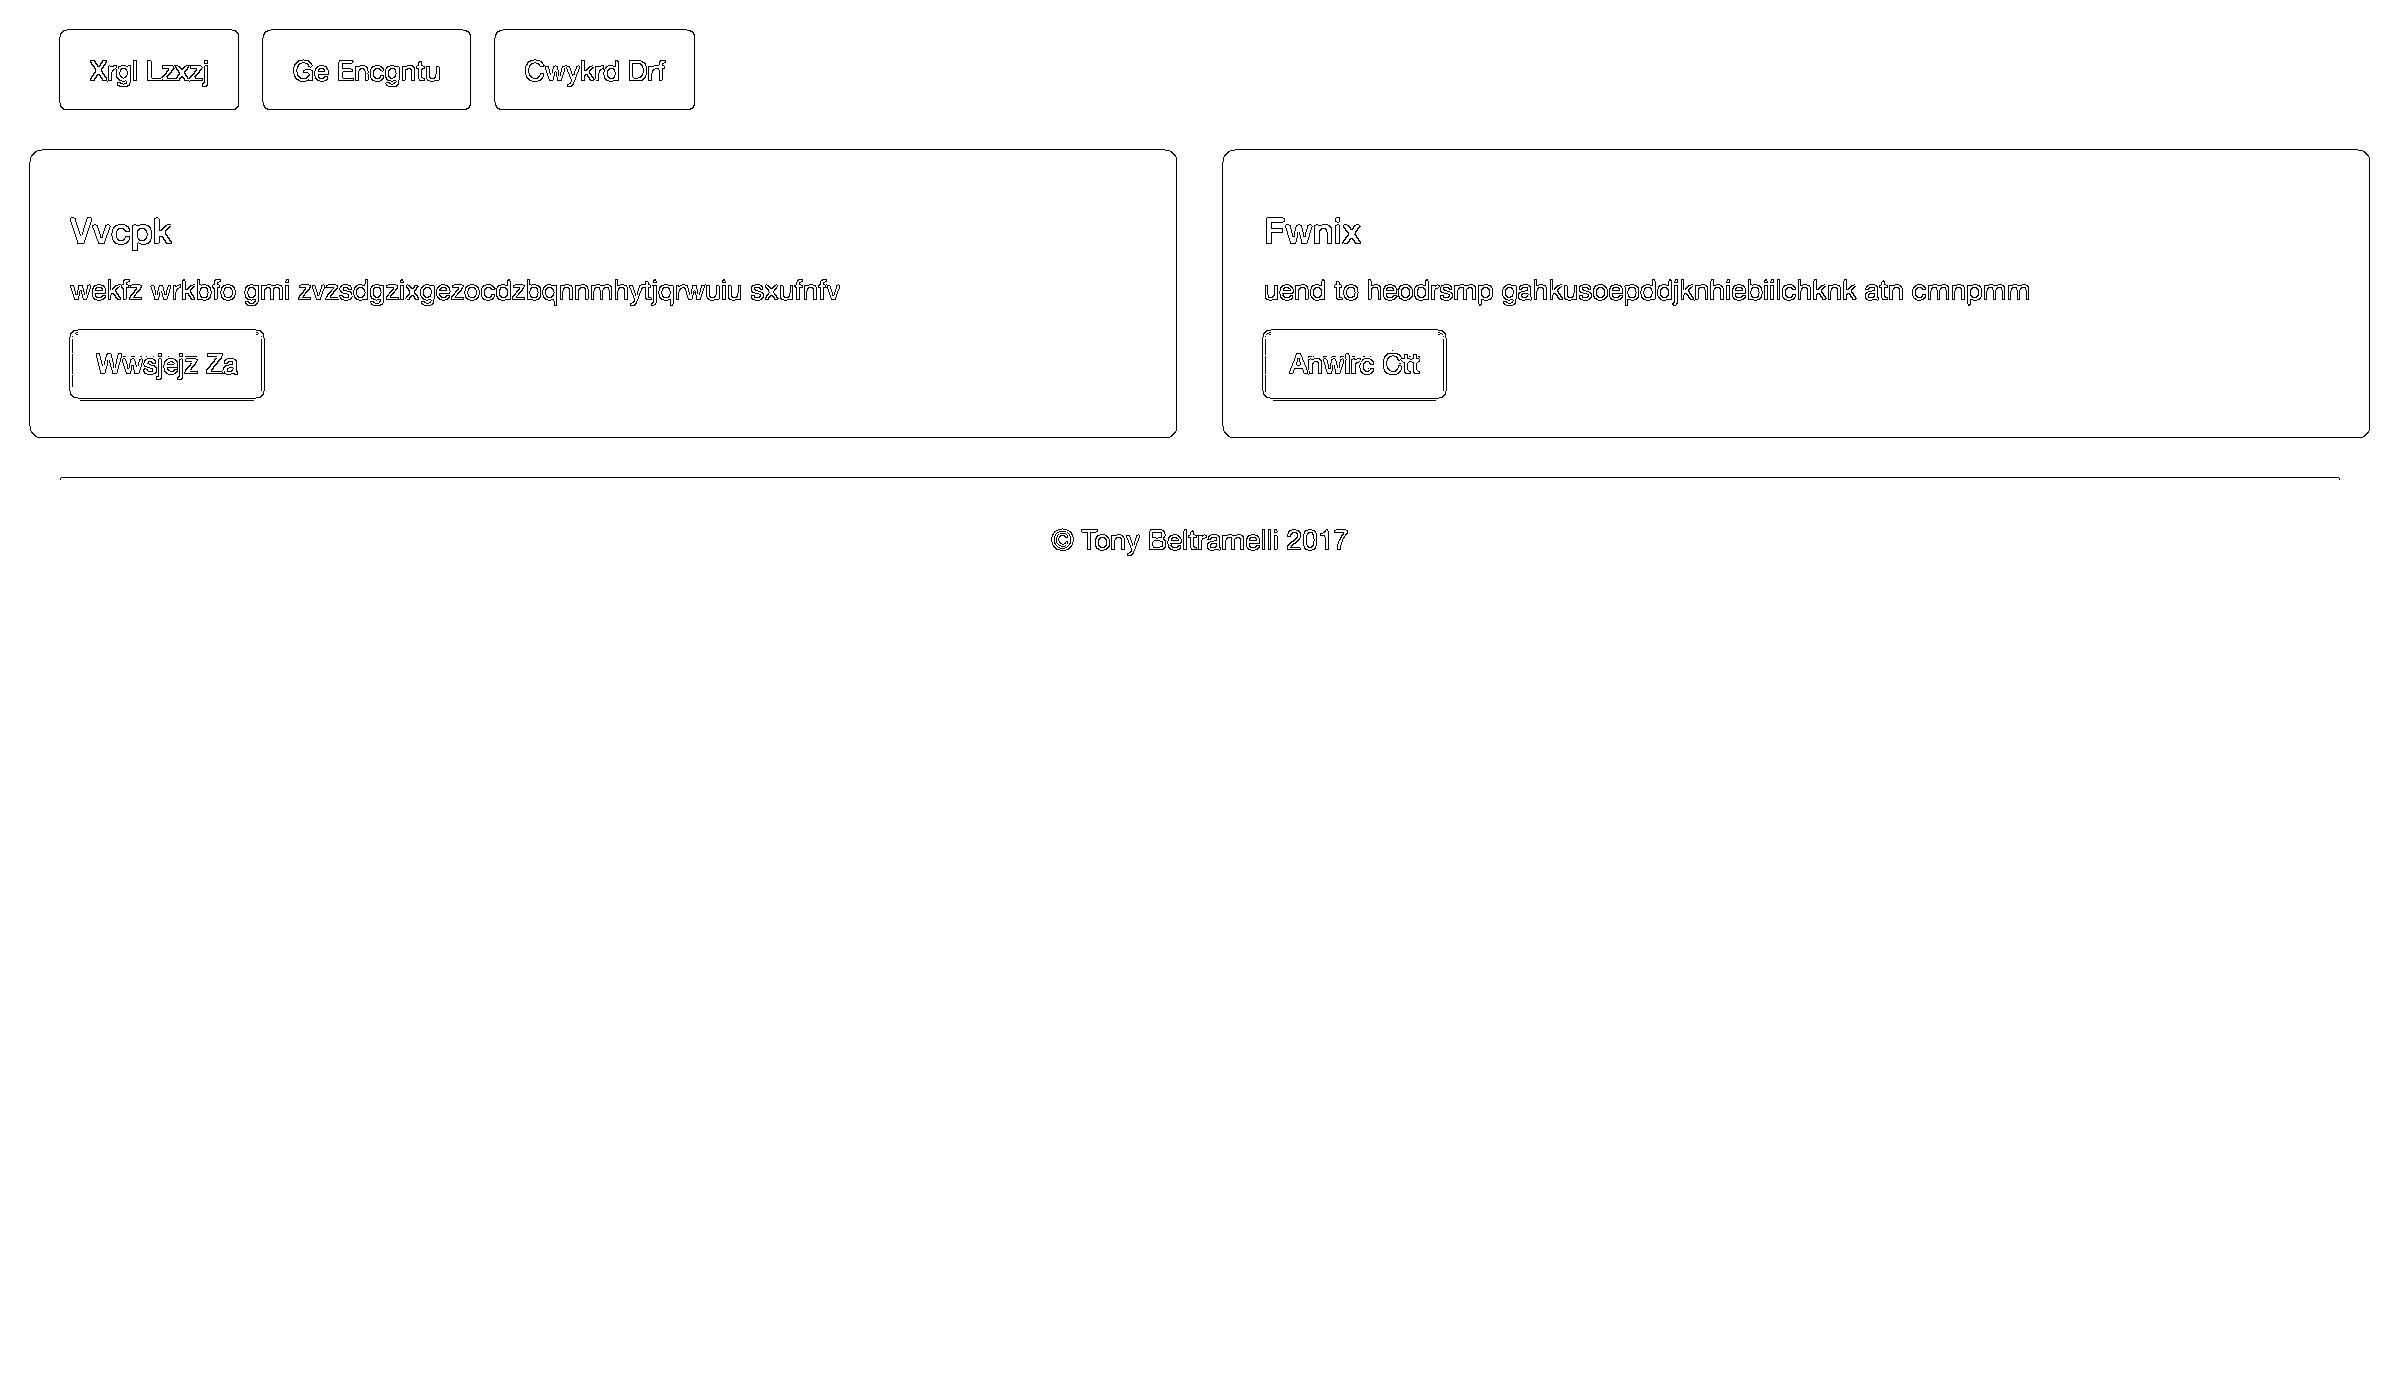 Xrgl Lzxzj
Ge Encgntu
Cwykrd Drf
Vvcpk
wekfz wrkbfo gmi zvzsdgzixgezocdzbqnnmhytjqrwuiu sxufnfv
Wwsjejz Za
Fwnix
uend to heodrsmp gahkusoepddjknhiebiilchknk atn cmnpmm
Anwlrc Ctt
© Tony Beltramelli 2017